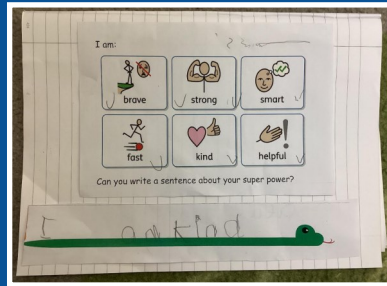 I am:
brave strong smart
fast kind helpful
Can you write a sentence about your super power?
I am kind